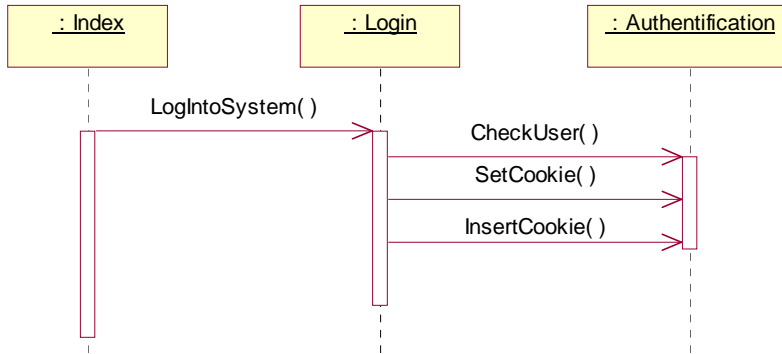 : Index
: Login
: Authentification
LogIntoSystem( )
CheckUser( )
SetCookie( )
InsertCookie( )